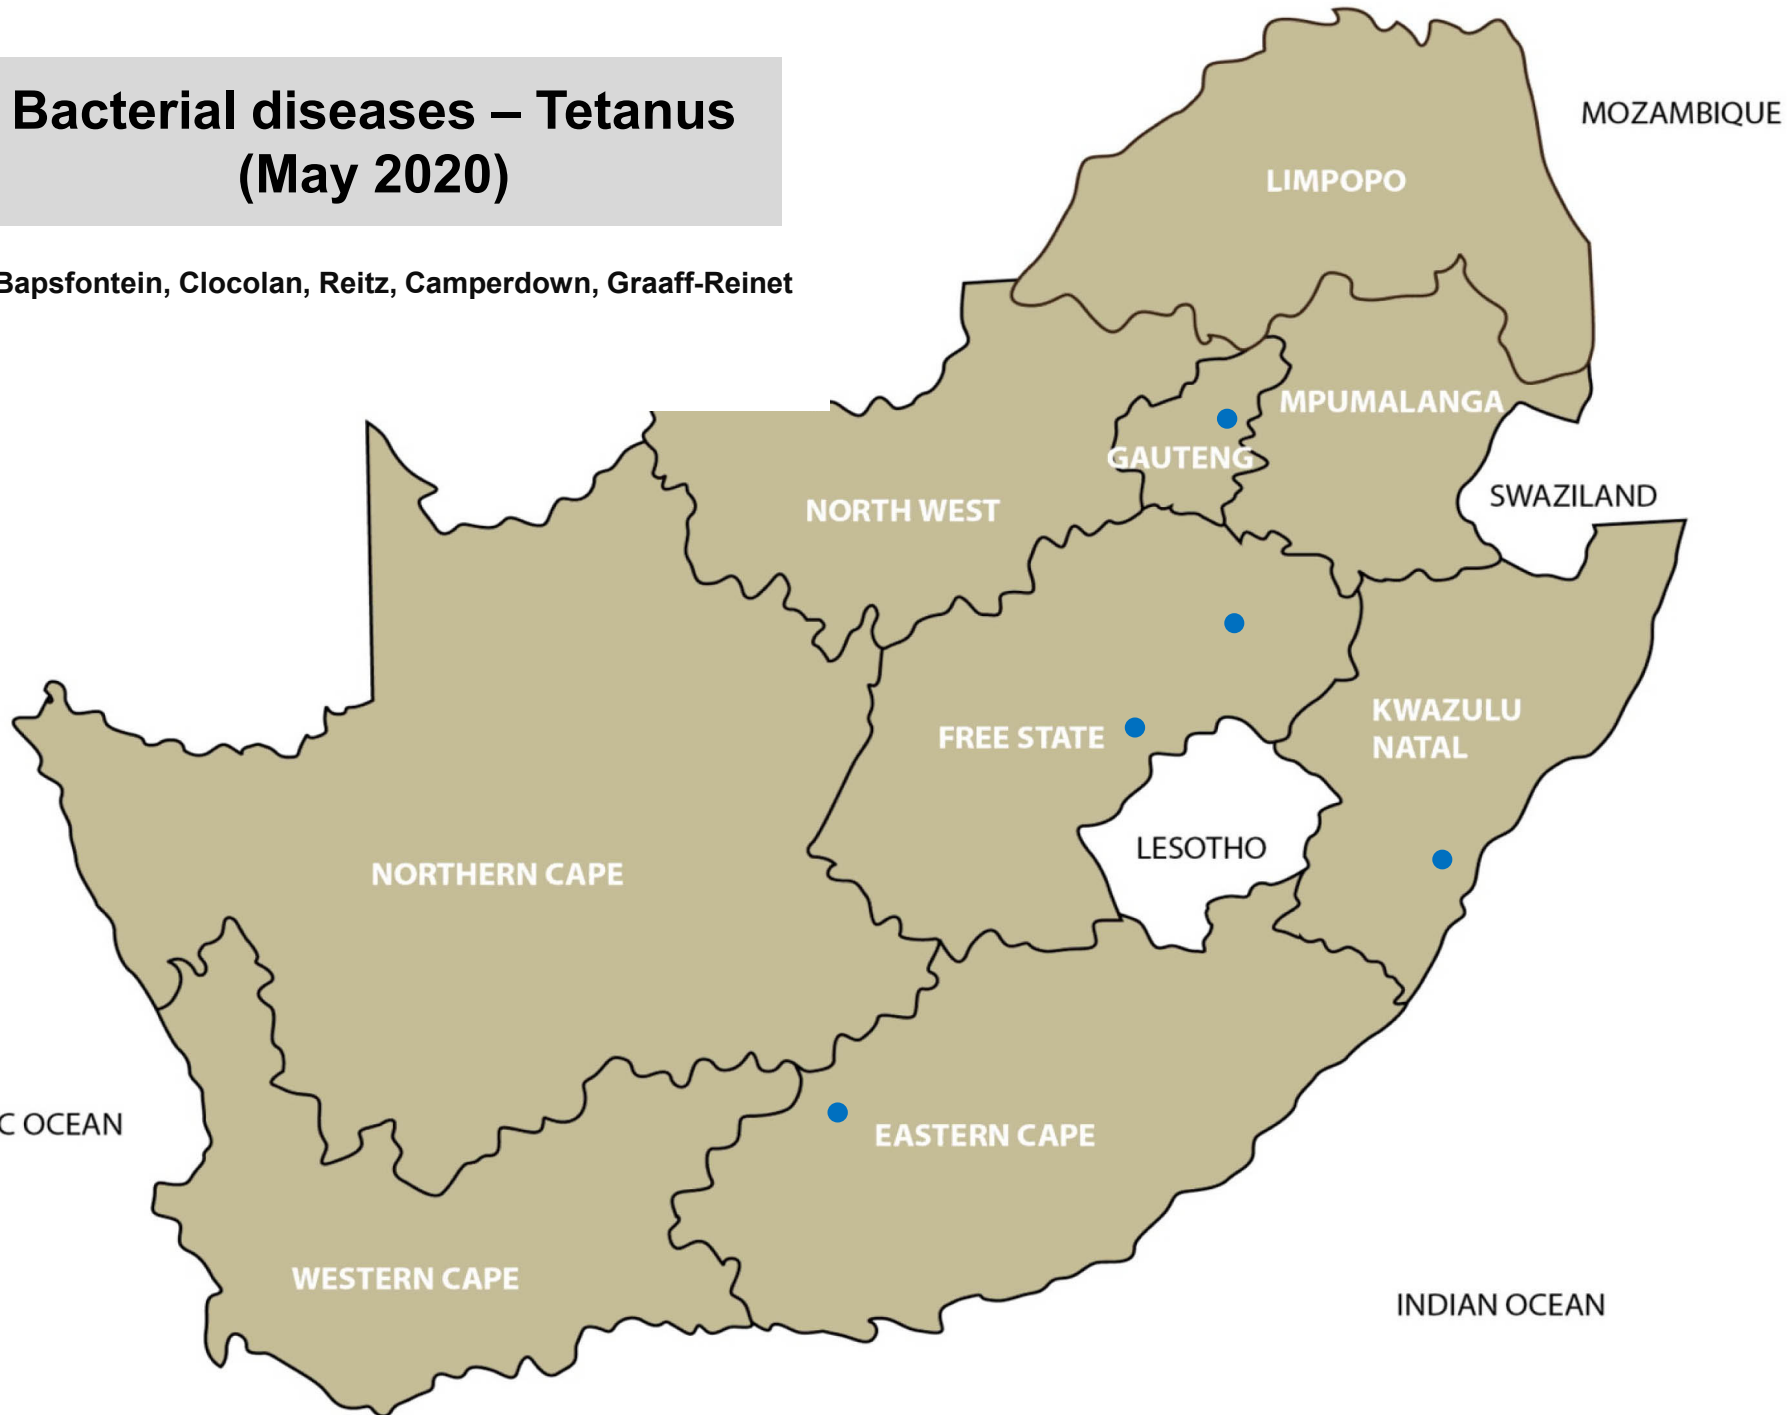 Bacterial diseases – Tetanus
(May 2020)
Bapsfontein, Clocolan, Reitz, Camperdown, Graaff-Reinet
MOZAMBIQUE
LIMPOPO
MPUMALANGA
GAUTENG
SWAZILAND
NORTH WEST
KWAZULU
NATAL
FREE STATE
LESOTHO
NORTHERN CAPE
C OCEAN
EASTERN CAPE
WESTERN CAPE
INDIAN OCEAN